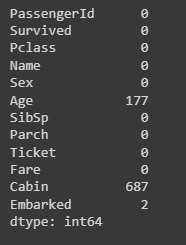 PassengerId 0
Survived 0
Pclass 0
Name 0
Sex 0
Age 177
SibSp 0
Parch 0
Ticket 0
Fare 0
Cabin 687
Embarked 2
dtype: int64